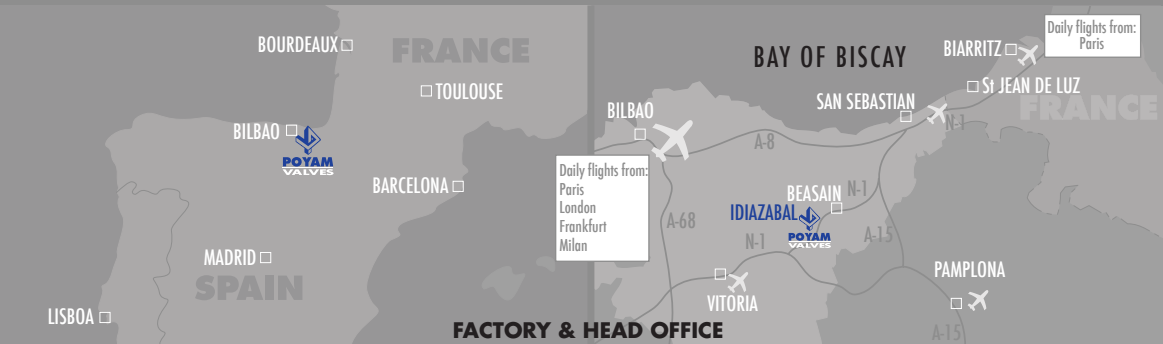 BOURDEAUX
FRANCE
TOULOUSE
BILBAO
POYAM
VALVES
BARCELONA
MADRID
SPAIN
LISBOA
BAY OF BISCAY
BIARRITZ
Daily flights from:
Paris
St JEAN DE LUZ
FRANCE
SAN SEBASTIAN
N-1
BILBAO
A-8
Daily flights from:
Paris
London
Frankfurt
Milan
BEASAIN
N-1
IDIAZABAL
POYAM
VALVES
A-68
N-1
A-15
PAMPLONA
VITORIA
A-15
FACTORY & HEAD OFFICE